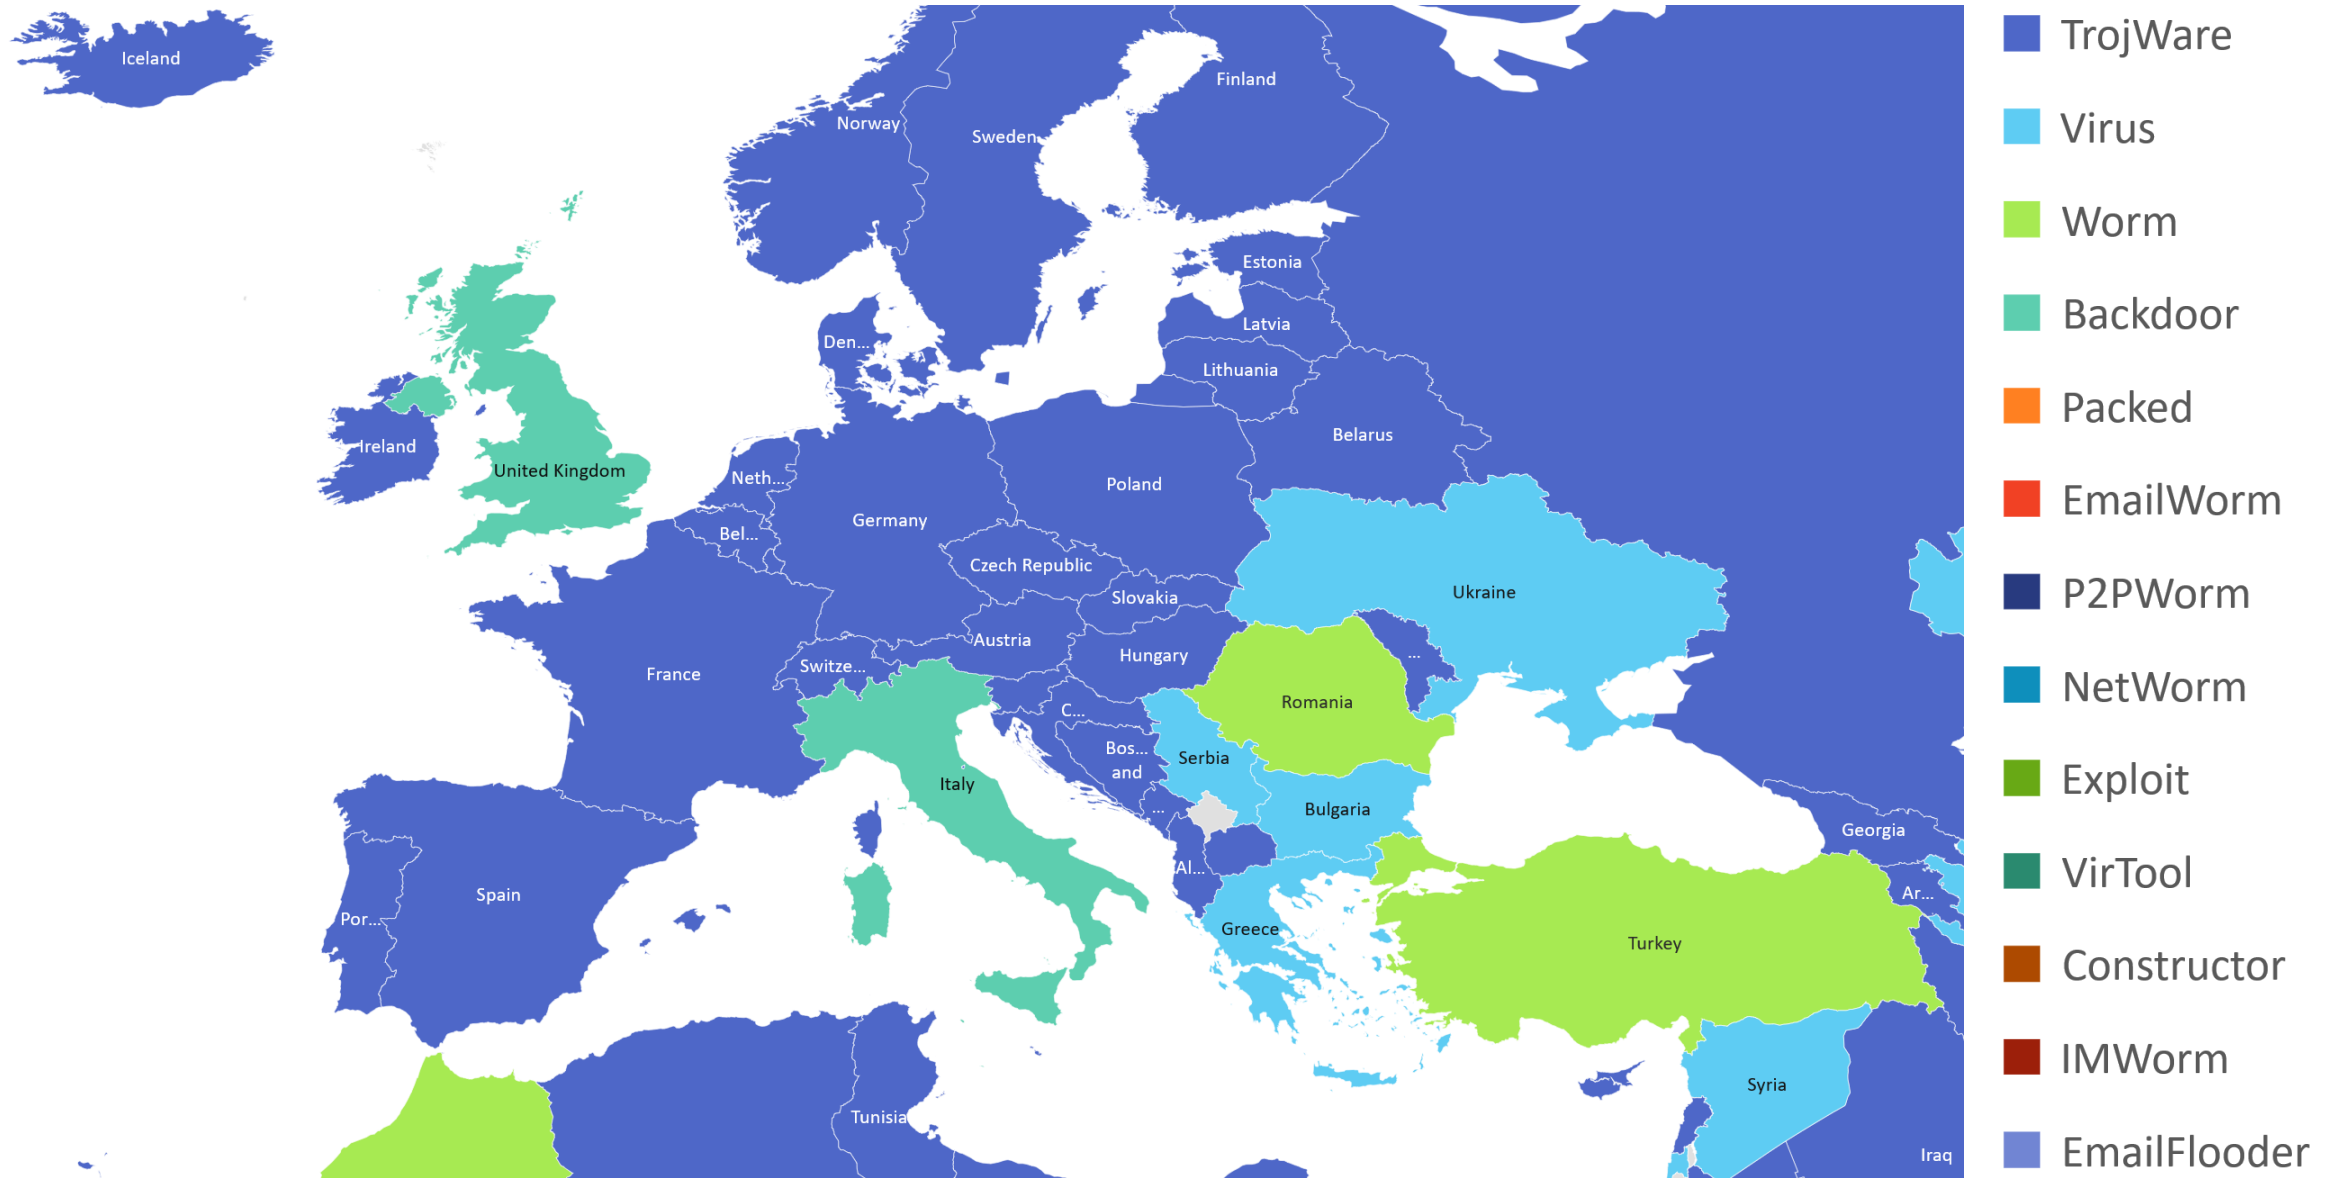 Iceland
Finland
Norway
Sweden
Estonia
Latvia
Den...
Lithuania
Belarus
Ireland
United Kingdom
Neth...
Poland
Germany
Bel...
Czech Republic
Ukraine
Slovakia
Austria
Hungary
...
Switze...
France
Romania
C...
Bos...
and
Serbia
Italy
...
Bulgaria
Georgia
Al...
Spain
Ar...
Por...
Greece
Turkey
Syria
Tunisia
Iraq
TrojWare
Virus
Worm
Backdoor
Packed
EmailWorm
P2PWorm
NetWorm
Exploit
VirTool
Constructor
IMWorm
EmailFlooder